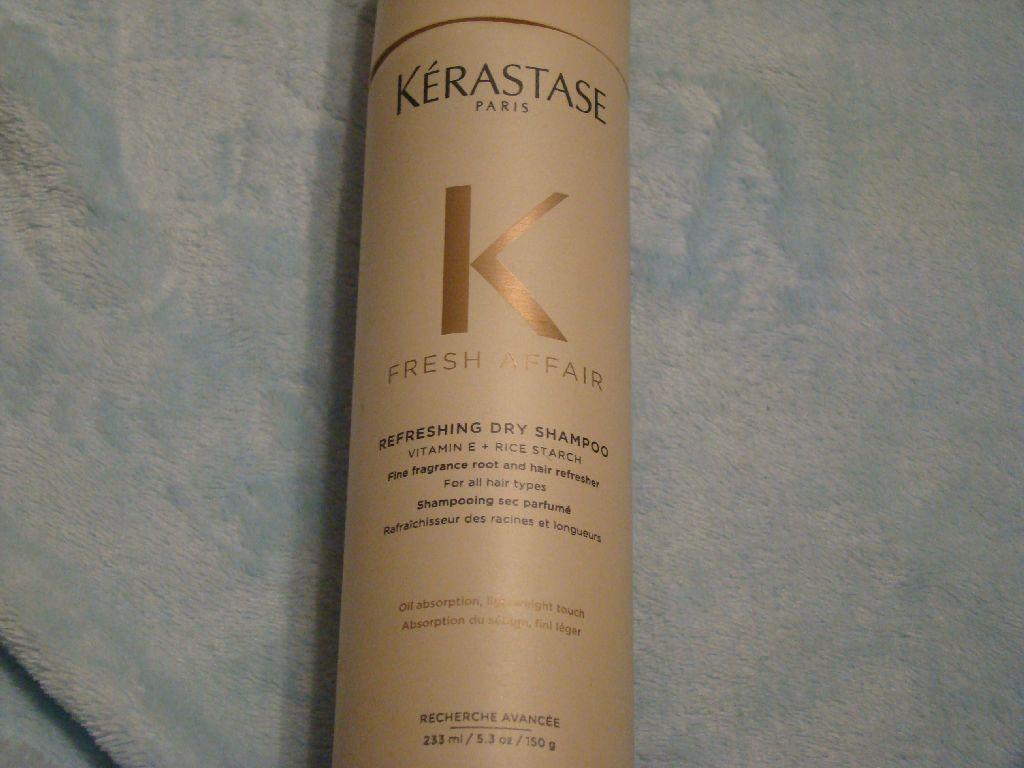 KÉRASTASE
PARIS
K
FRESH AFFAIR
REFRESHING DRY SHAMPOO
VITAMIN E + RICE STARCH
Fine fragrance root and hair refresher
For all hair types
Shampooing sec parfumé
Rafraîchisseur des racines et longueurs
Oil absorption, lightweight touch
Absorption du sébum, fini léger
RECHERCHE AVANCÉE
233 ml / 5.3 oz / 150 g